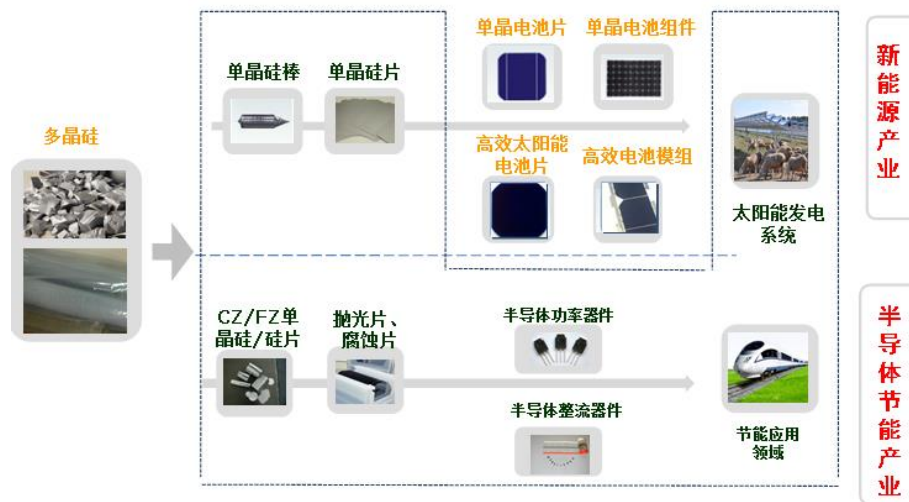 多晶硅
单晶硅棒
单晶硅片
单晶电池片
单晶电池组件
高效太阳能
电池片
高效电池模组
太阳能发电
系统
新能源产业
CZ/FZ单
晶硅/硅片
抛光片、
腐蚀片
半导体功率器件
半导体整流器件
节能应用
领域
半导体节能产业